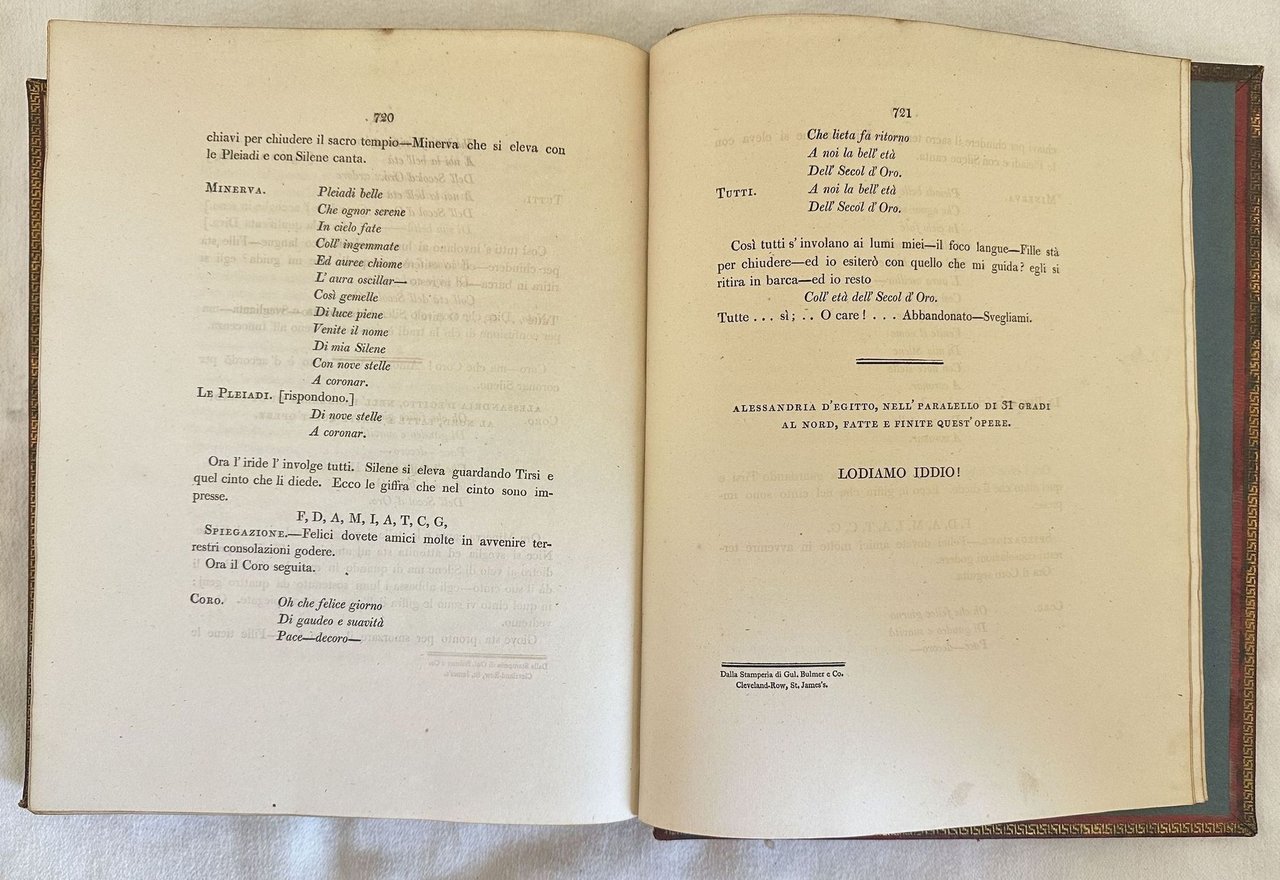 720
chiavi per chiudere il sacro tempio—Minerva che si eleva con
le Pleiadi e con Silene canta.
Minerva. Pleiadi belle
Che ognor serene
In cielo fate
Coll' ingemmate
Ed auree chiome
L' aura oscillar—
Così gemelle
Di luce piene
Venite il nome
Di mia Silene
Con nove stelle
A coronar.
Le Pleiadi. [rispondono.]
Di nove stelle
A coronar.
Ora l' iride l' involge tutti. Silene si eleva guardando Tirsi e
quel cinto che li diede. Ecco le giffra che nel cinto sono im-
presse.
F, D, A, M, I, A, T, C, G,
Spiegazione.—Felici dovete amici molte in avvenire ter-
restri consolazioni godere.
Ora il Coro seguita.
Coro. Oh che felice giorno
Di gaudeo e suavità
Pace—decoro—
721
Che lieta fà ritorno
A noi la bell' età
Dell' Secol d' Oro.
Tutti. A noi la bell' età
Dell' Secol d' Oro.
Così tutti s' involano ai lumi miei—il foco langue—Fille stà
per chiudere—ed io esiterò con quello che mi guida? egli si
ritira in barca—ed io resto
Coll' età dell' Secol d' Oro.
Tutte . . . sì; . . O care! . . . Abbandonato—Svegliami.
ALESSANDRIA D'EGITTO, NELL' PARALELLO DI 31 GRADI
AL NORD, FATTE E FINITE QUEST' OPERE.
LODIAMO IDDIO!
Dalla Stamperia di Gul. Bulmer e Co.
Cleveland-Row, St. James's.